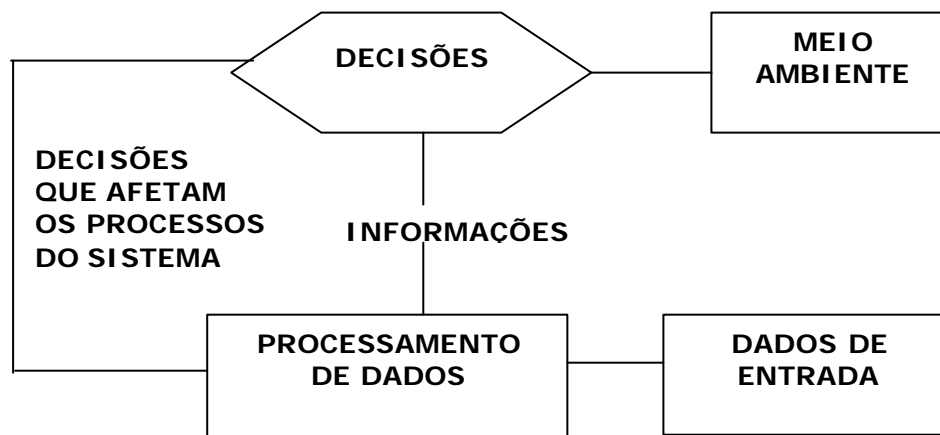 DECISÕES
MEIO
AMBIENTE
DECISÕES
QUE AFETAM
OS PROCESSOS
DO SISTEMA
INFORMAÇÕES
PROCESSAMENTO
DE DADOS
DADOS DE
ENTRADA